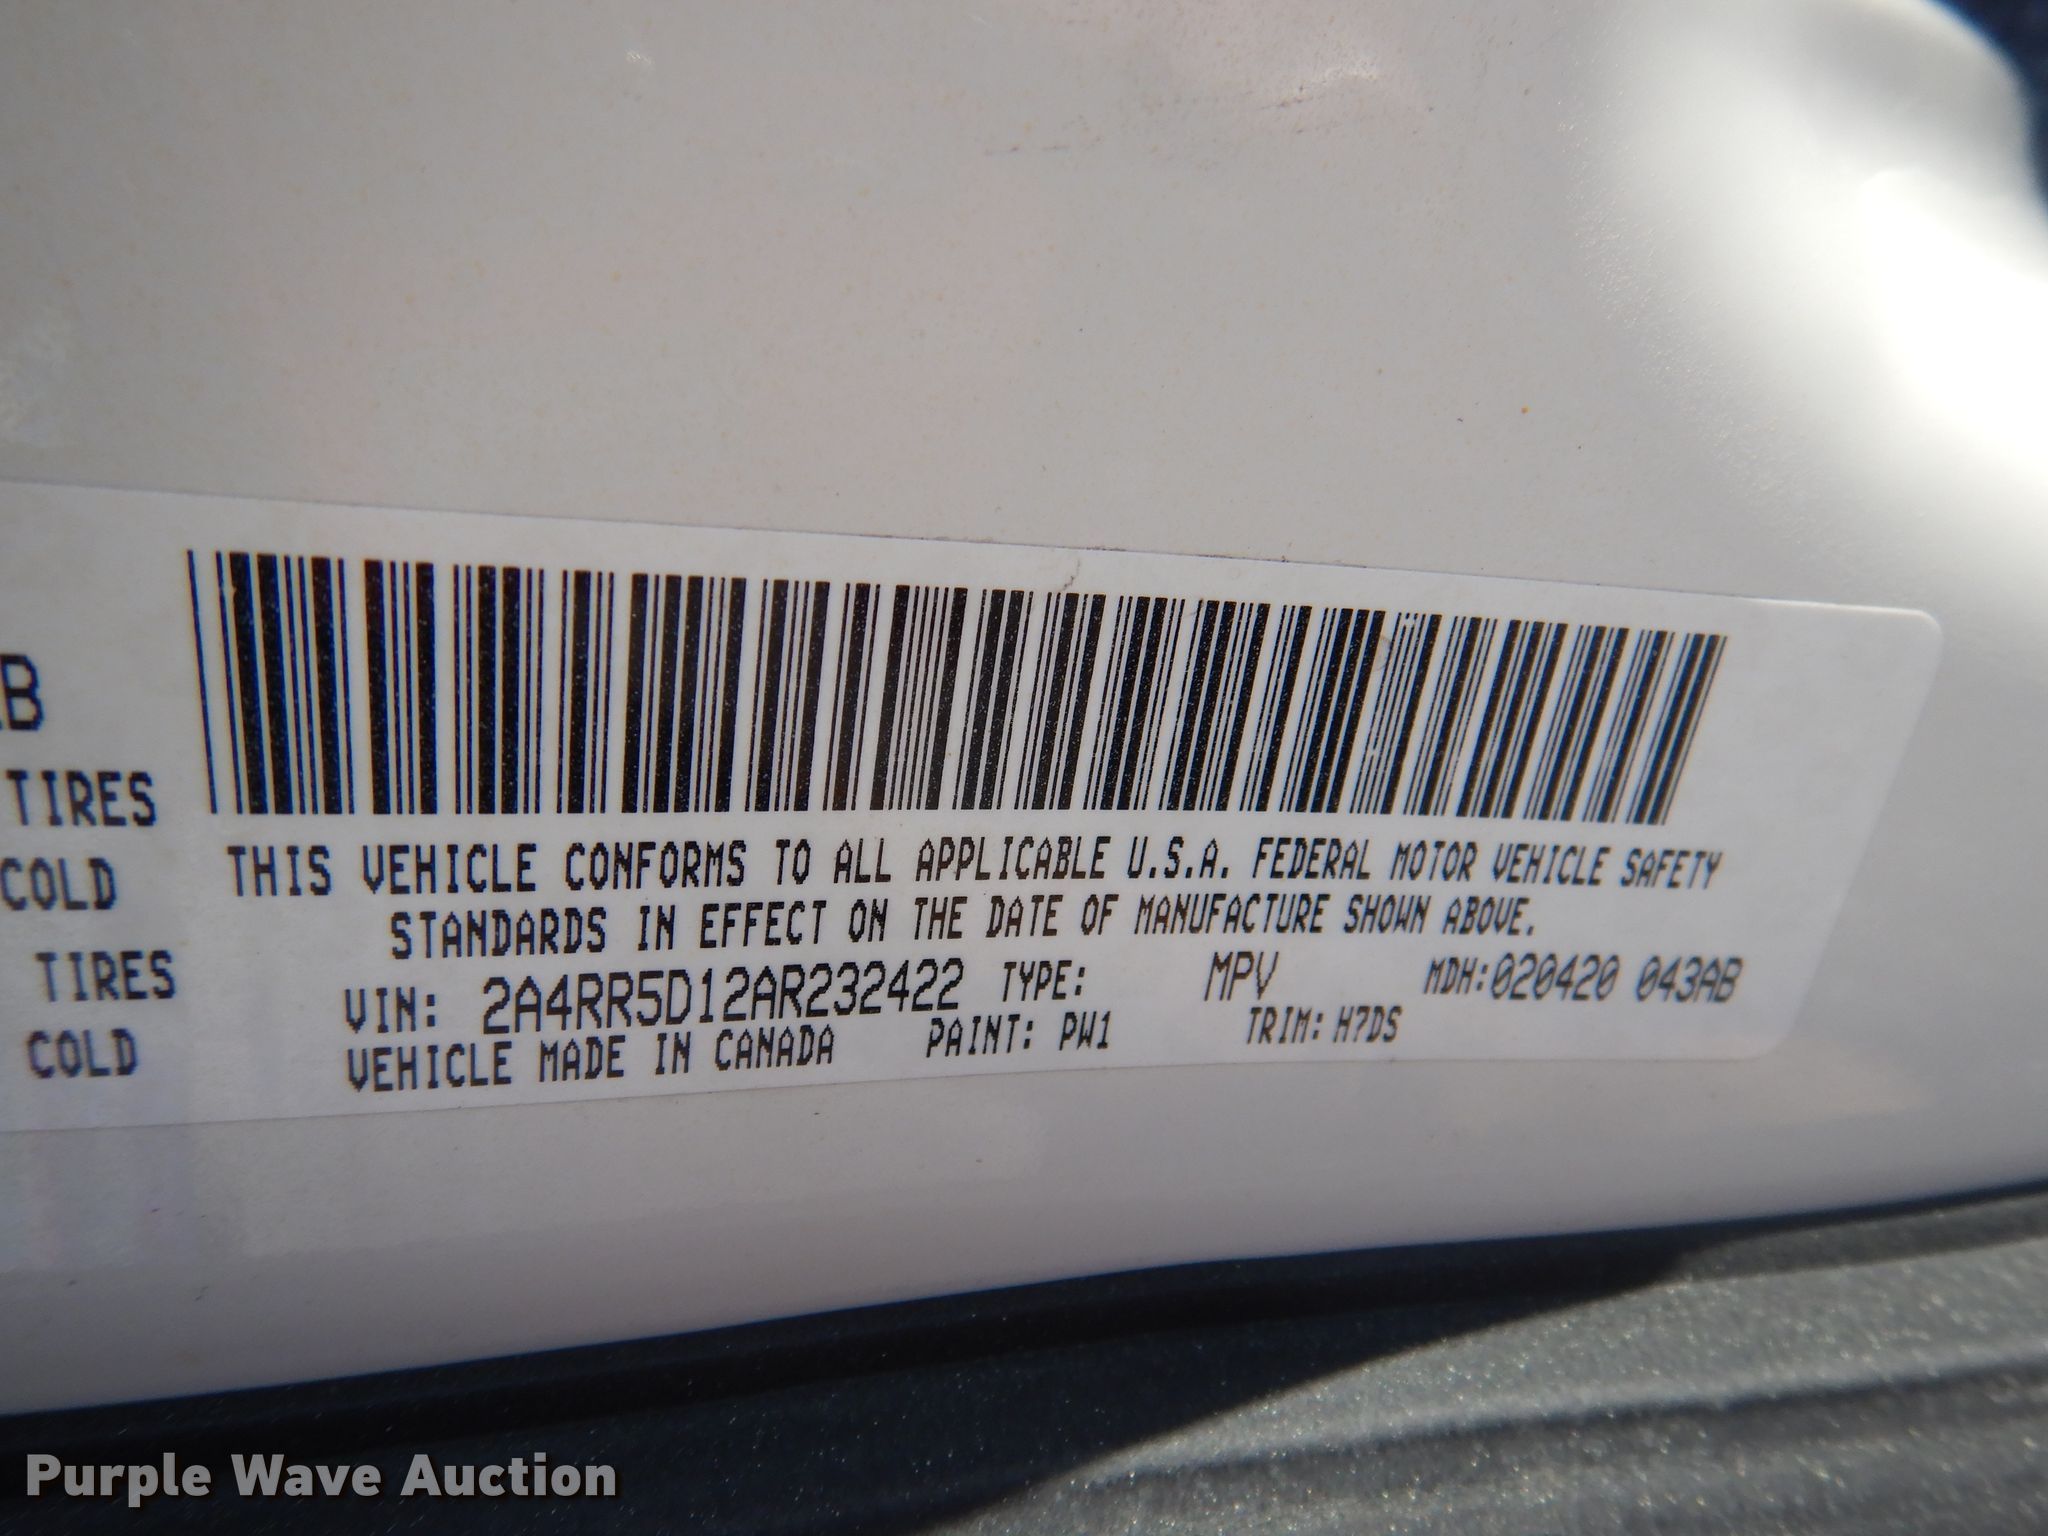 B
TIRES
COLD
TIRES
COLD
THIS VEHICLE CONFORMS TO ALL APPLICABLE U.S.A. FEDERAL MOTOR VEHICLE SAFETY
STANDARDS IN EFFECT ON THE DATE OF MANUFACTURE SHOWN ABOVE.
VIN: 2A4RR5D12AR232422 TYPE: MPV MDH:020420 043AB
VEHICLE MADE IN CANADA PAINT: PW1 TRIM: H7DS
Purple Wave Auction